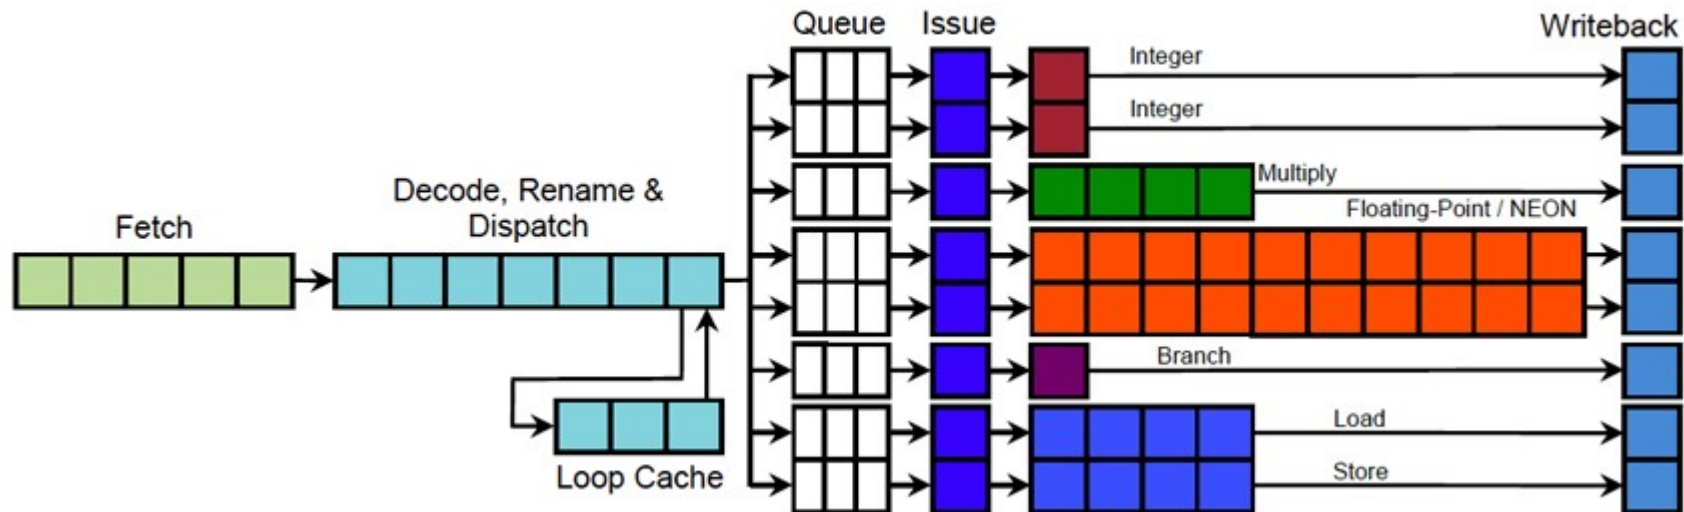 Queue
Issue
Writeback
Integer
Integer
Multiply
Floating-Point / NEON
Decode, Rename &
Dispatch
Fetch
Branch
Load
Store
Loop Cache